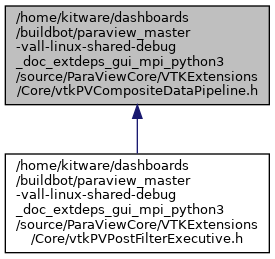 /home/kitware/dashboards
/buildbot/paraview_master
-vall-linux-shared-debug
_doc_extdeps_gui_mpi_python3
/source/ParaViewCore/VTKExtensions
/Core/vtkPVCompositeDataPipeline.h
/home/kitware/dashboards
/buildbot/paraview_master
-vall-linux-shared-debug
_doc_extdeps_gui_mpi_python3
/source/ParaViewCore/VTKExtensions
/Core/vtkPVPostFilterExecutive.h